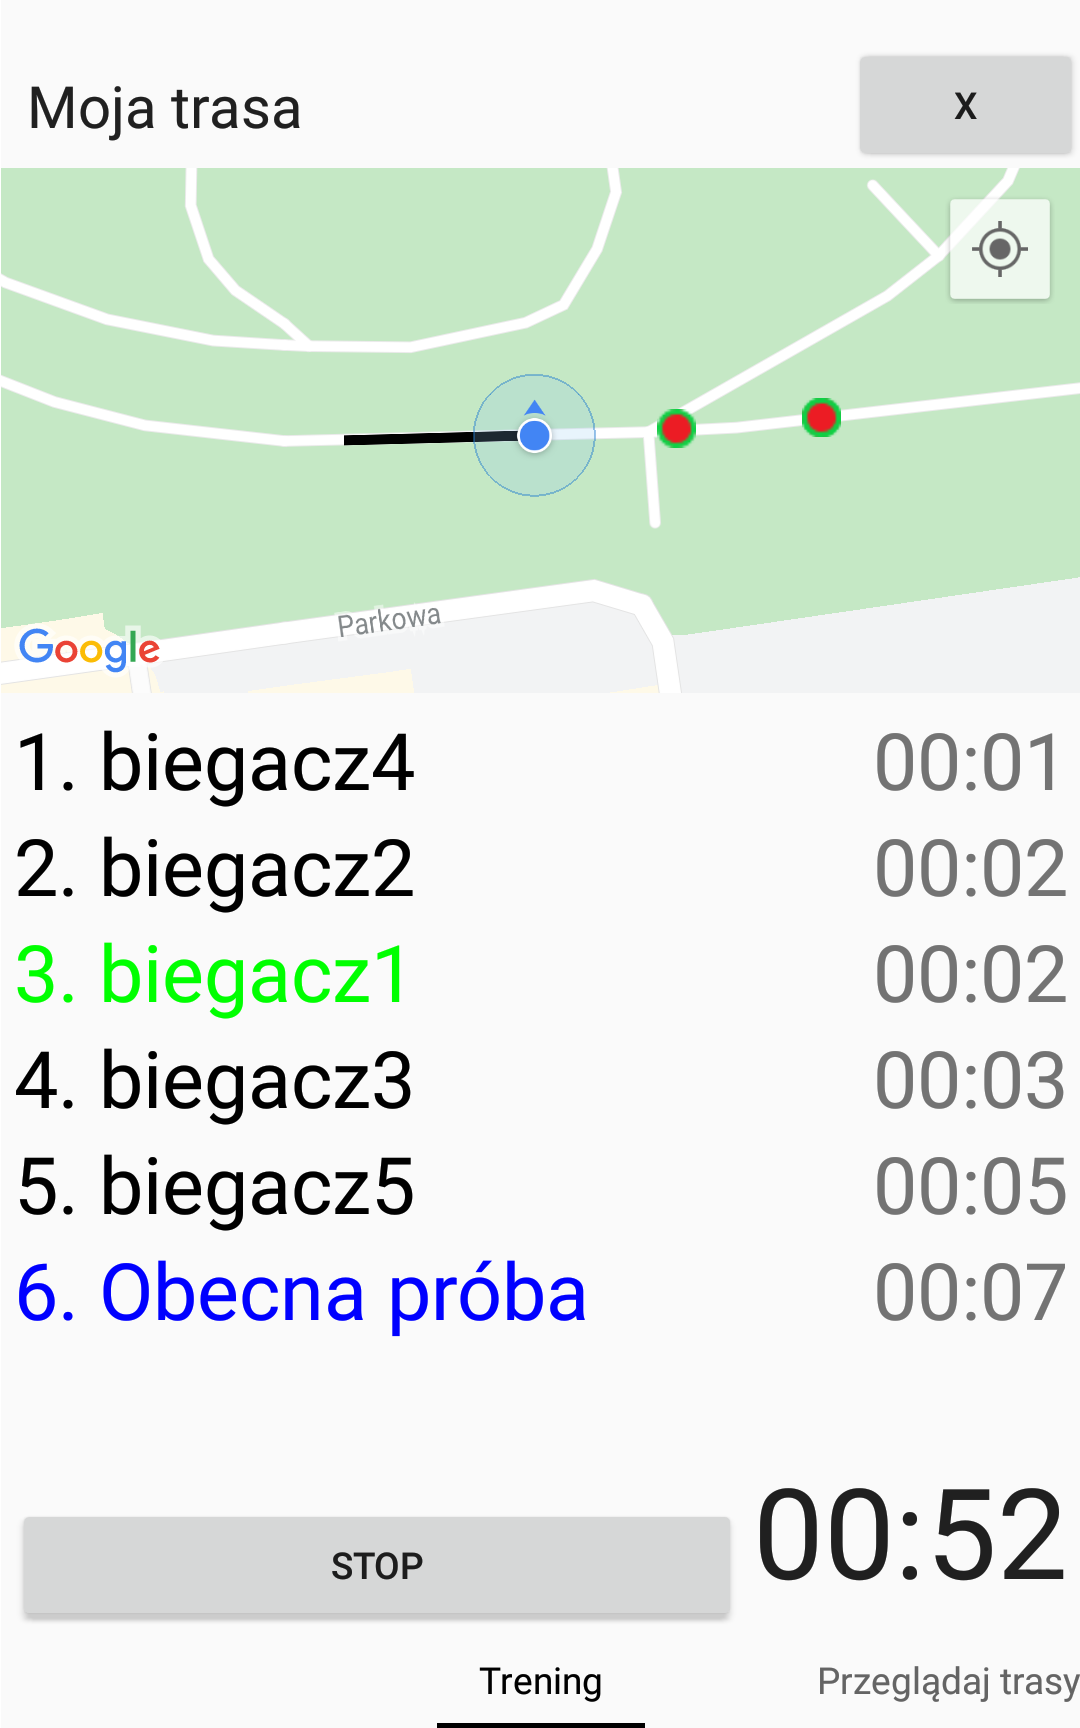 Moja trasa
X
Parkowa
Google
1. biegacz4 00:01
2. biegacz2 00:02
3. biegacz1 00:02
4. biegacz3 00:03
5. biegacz5 00:05
6. Obecna próba 00:07
00:52
STOP
Trening Przeglądaj trasy